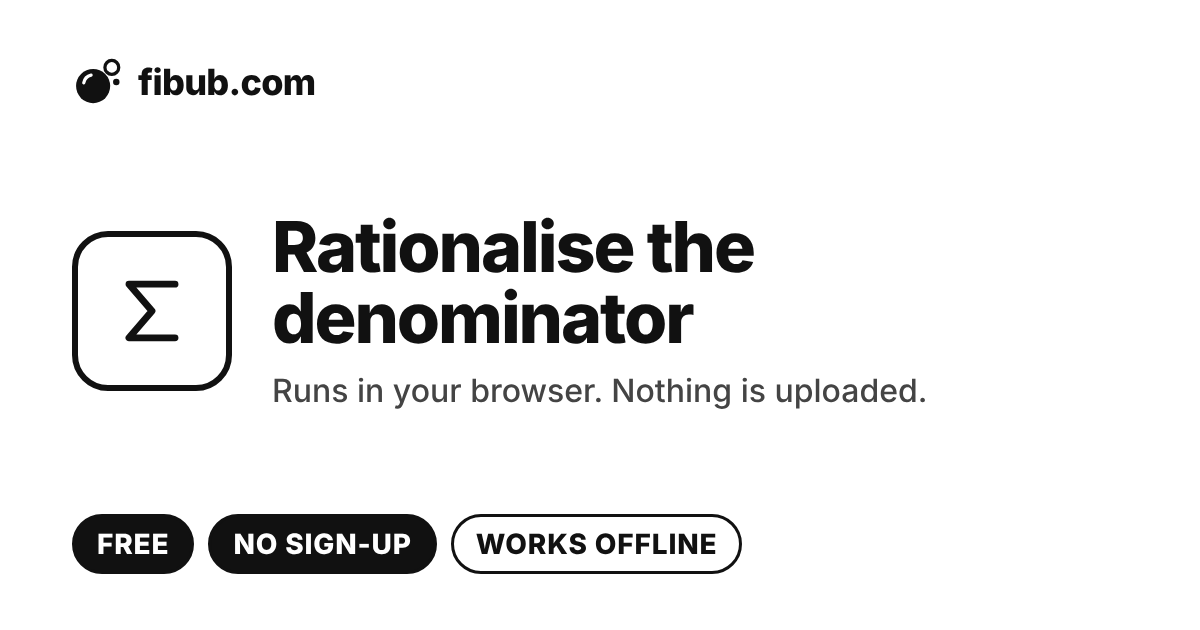 fibub.com
Σ
Rationalise the
denominator
Runs in your browser. Nothing is uploaded.
FREE
NO SIGN-UP
WORKS OFFLINE